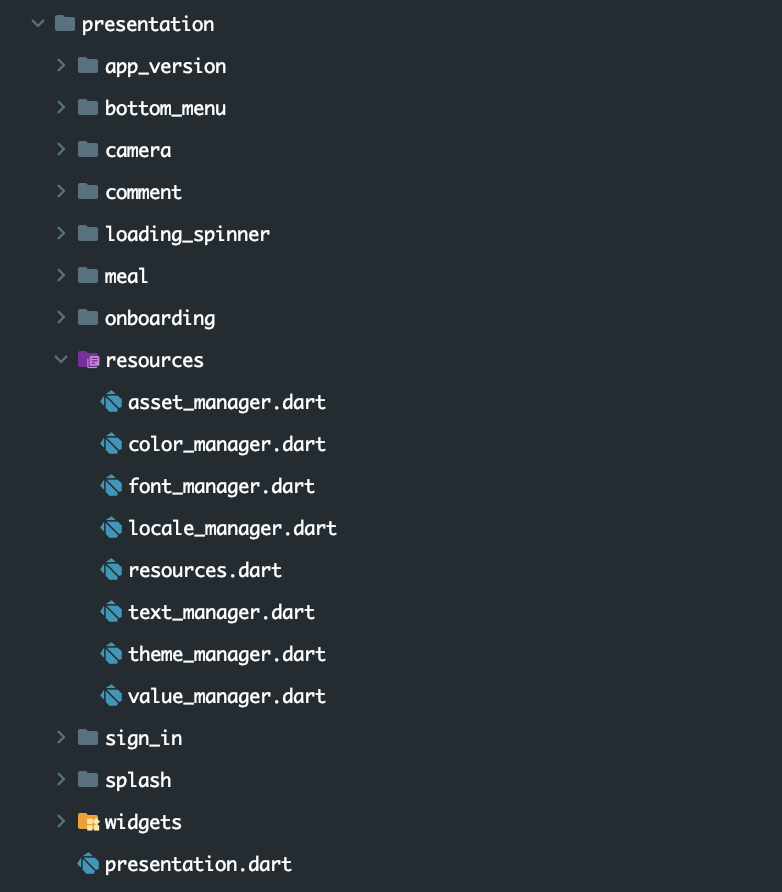 presentation
app_version
bottom_menu
camera
comment
loading_spinner
meal
onboarding
resources
asset_manager.dart
color_manager.dart
font_manager.dart
locale_manager.dart
resources.dart
text_manager.dart
theme_manager.dart
value_manager.dart
sign_in
splash
widgets
presentation.dart